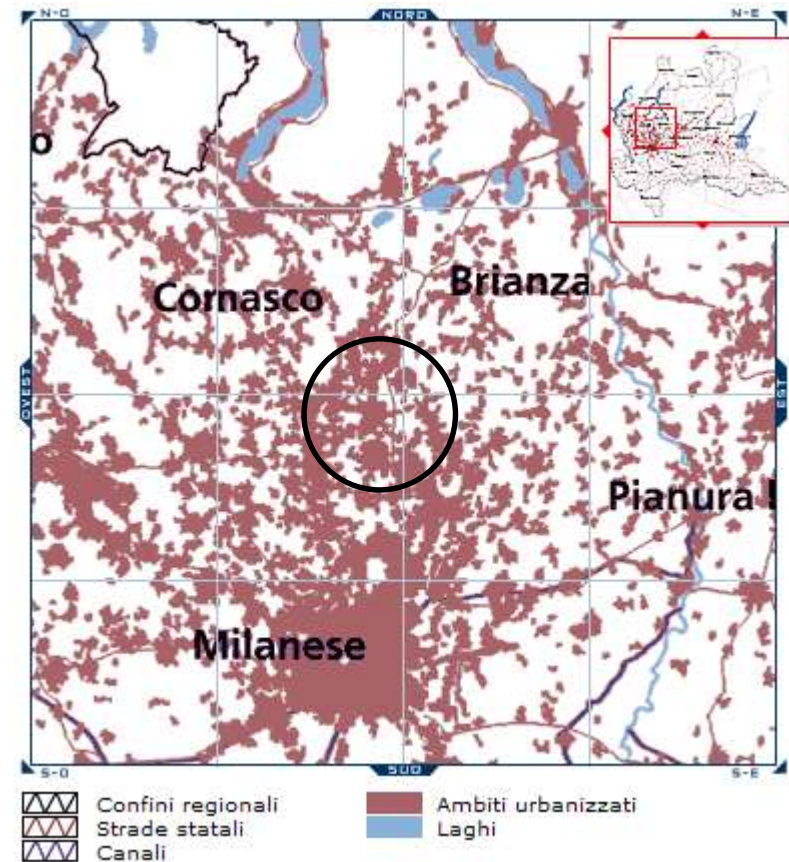 N-O NORD N-E
o
Brianza
Cornasco
OVEST EST
Pianura
Milanese
S-O SUD S-E
Confini regionali Ambiti urbanizzati
Strade statali Laghi
Canali